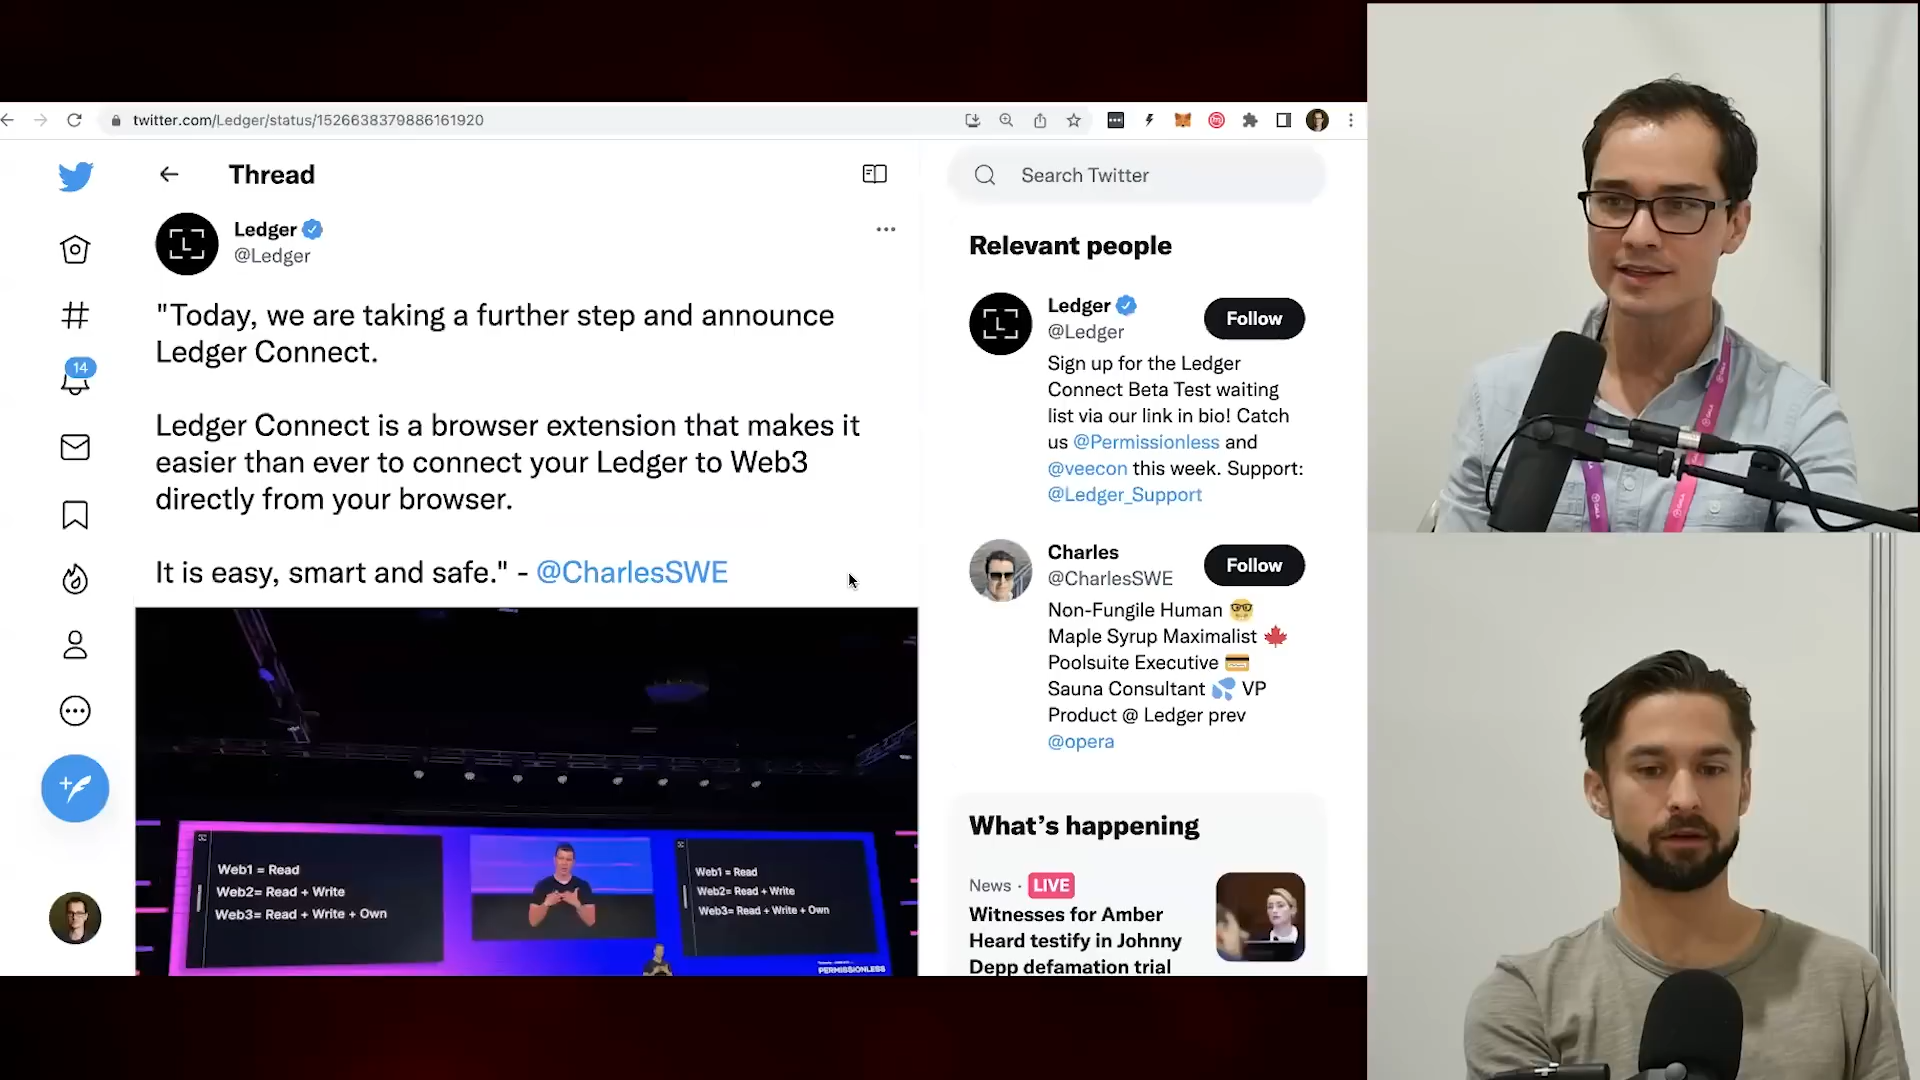 twitter.com/Ledger/status/1526638379886161920
Thread
Search Twitter
Ledger
@Ledger
"Today, we are taking a further step and announce
Ledger Connect.
Ledger Connect is a browser extension that makes it
easier than ever to connect your Ledger to Web3
directly from your browser.
It is easy, smart and safe." - @CharlesSWE
14
Web1 = Read
Web2= Read + Write
Web3= Read + Write + Own
Web1 = Read
Web2= Read + Write
Web3= Read + Write + Own
PERMISSIONLESS
Relevant people
Ledger
@Ledger
Follow
Sign up for the Ledger
Connect Beta Test waiting
list via our link in bio! Catch
us @Permissionless and
@veecon this week. Support:
@Ledger_Support
Charles
@CharlesSWE
Follow
Non-Fungile Human
Maple Syrup Maximalist
Poolsuite Executive
Sauna Consultant 💦 VP
Product @ Ledger prev
@opera
What's happening
News · LIVE
Witnesses for Amber
Heard testify in Johnny
Depp defamation trial
GALA
GALA